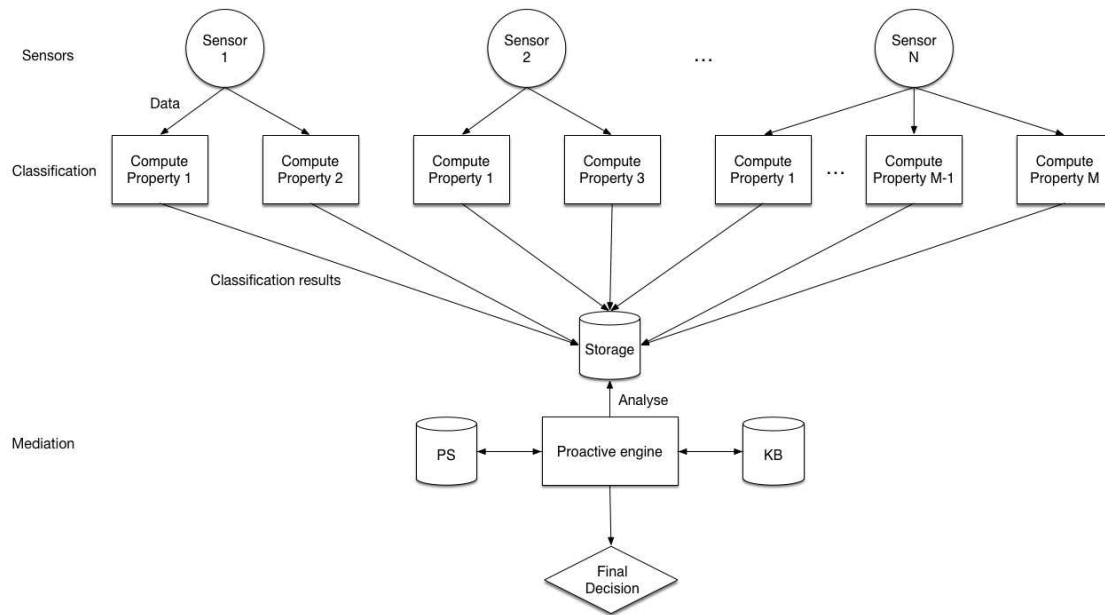 Sensors
Sensor
1
Sensor
2
...
Sensor
N
Data
Classification
Compute
Property 1
Compute
Property 2
Compute
Property 1
Compute
Property 3
Compute
Property 1
...
Compute
Property M-1
Compute
Property M
Classification results
Storage
Analyse
Mediation
PS
Proactive engine
KB
Final
Decision